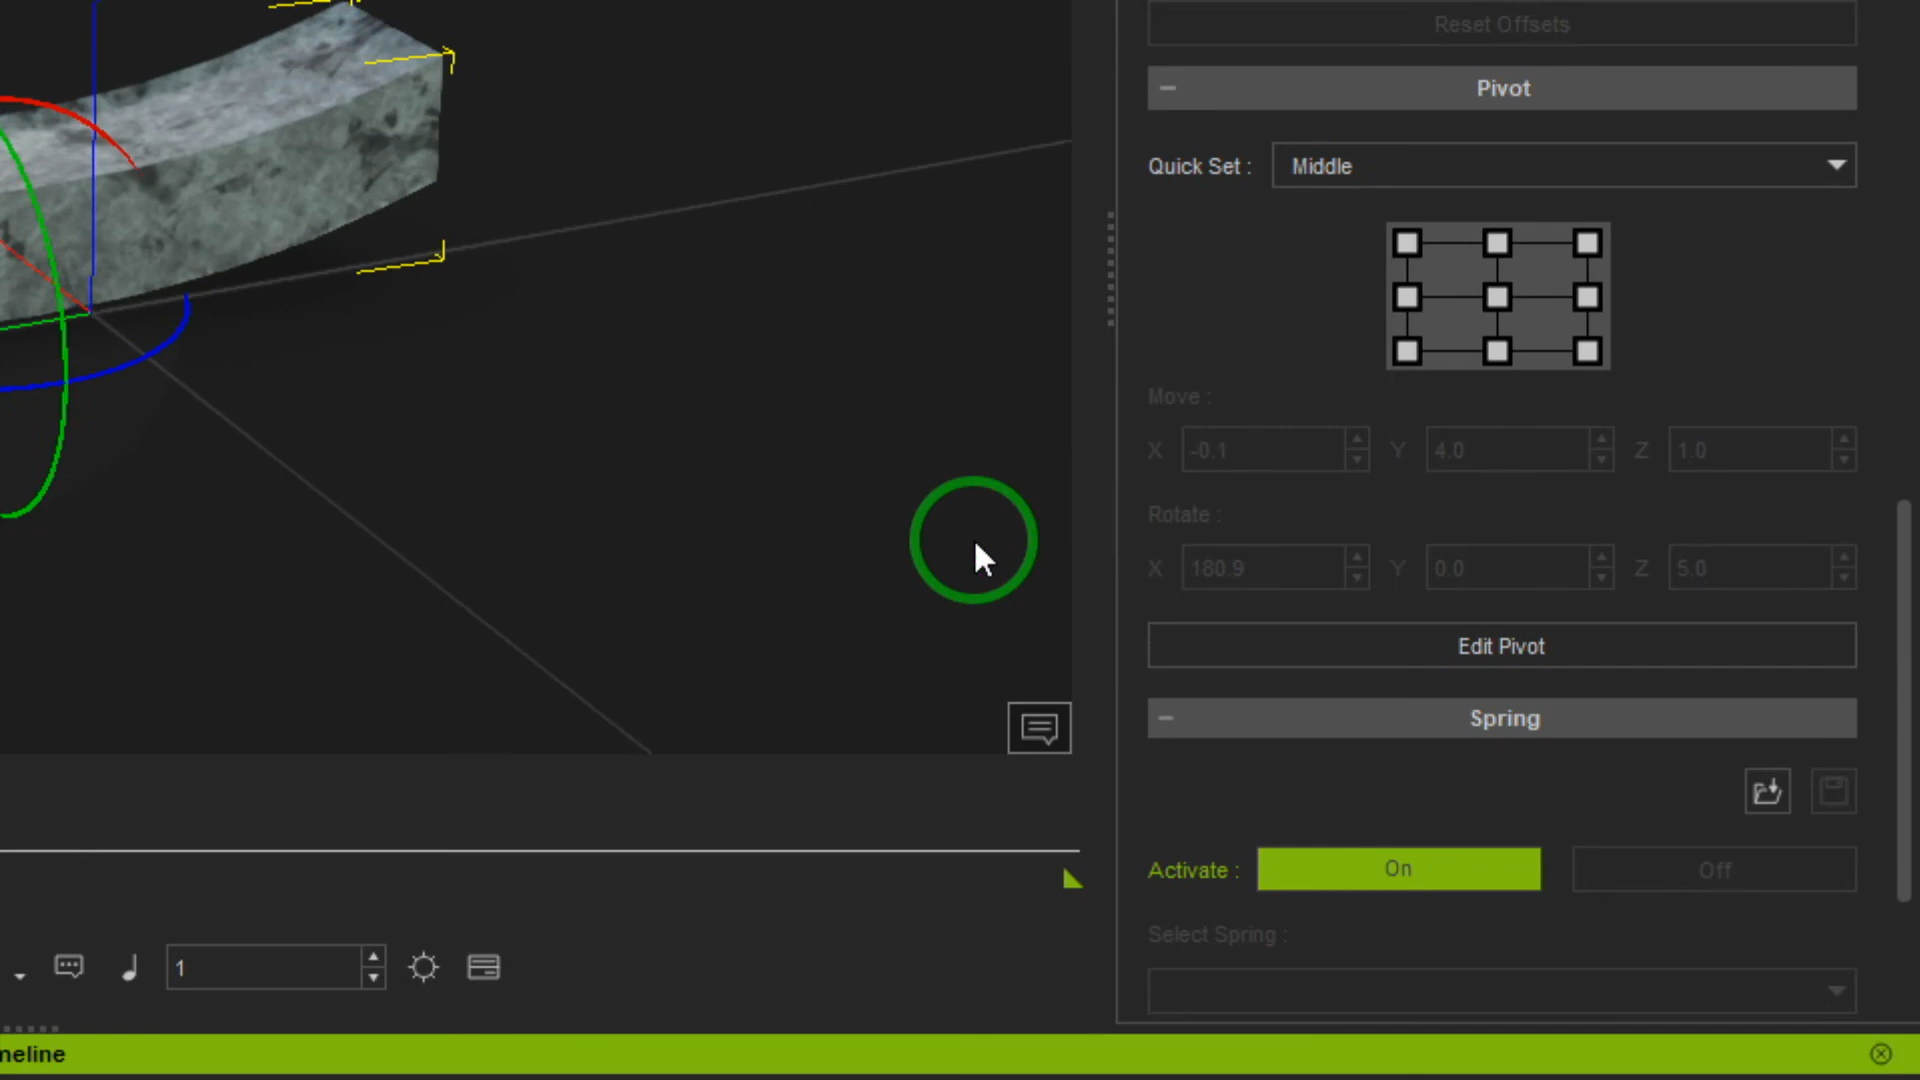 Reset Offsets
Pivot
Quick Set : Middle
Move :
X -0.1 Y 4.0 Z 1.0
Rotate :
X 180.9 Y 0.0 Z 5.0
Edit Pivot
Spring
Activate : On Off
Select Spring :
1
meline